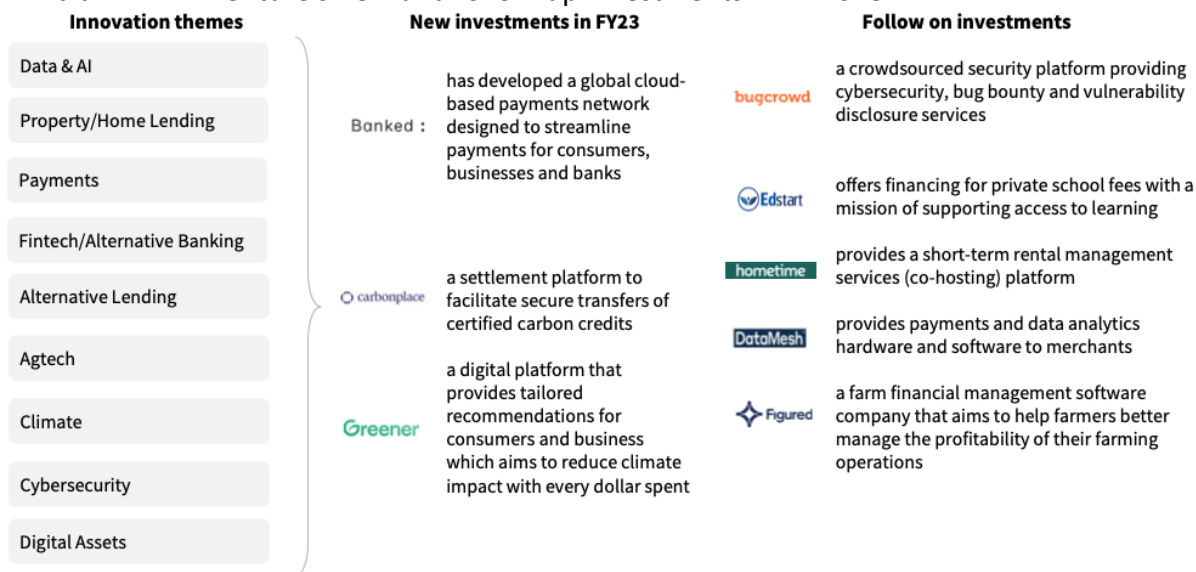 Innovation themes
Data & AI
Property/Home Lending
Payments
Fintech/Alternative Banking
Alternative Lending
Agtech
Climate
Cybersecurity
Digital Assets
New investments in FY23
Banked :
has developed a global cloud-
based payments network
designed to streamline
payments for consumers,
businesses and banks
carbonplace
a settlement platform to
facilitate secure transfers of
certified carbon credits
Greener
a digital platform that
provides tailored
recommendations for
consumers and business
which aims to reduce climate
impact with every dollar spent
Follow on investments
bugcrowd
a crowdsourced security platform providing
cybersecurity, bug bounty and vulnerability
disclosure services
Edstart
offers financing for private school fees with a
mission of supporting access to learning
hometime
provides a short-term rental management
services (co-hosting) platform
DataMesh
provides payments and data analytics
hardware and software to merchants
Figured
a farm financial management software
company that aims to help farmers better
manage the profitability of their farming
operations